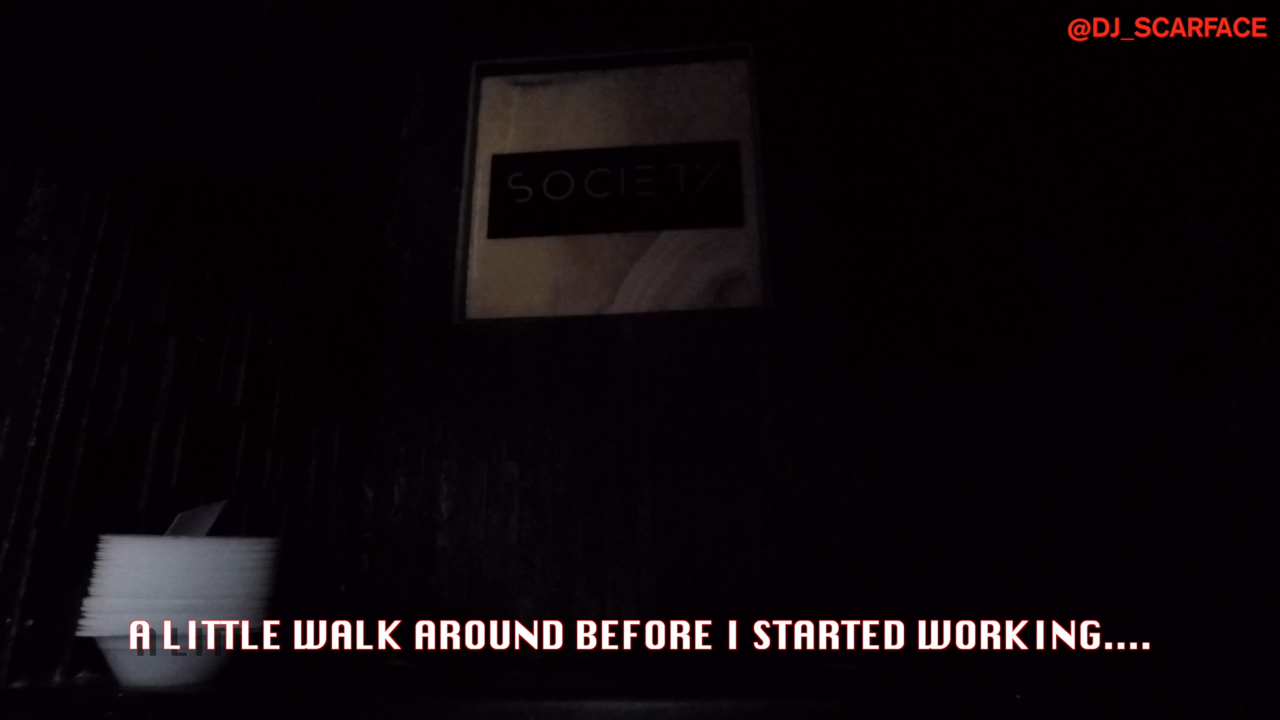 @DJ_SCARFACE
SOCIETY
A LITTLE WALK AROUND BEFORE I STARTED WORKING....